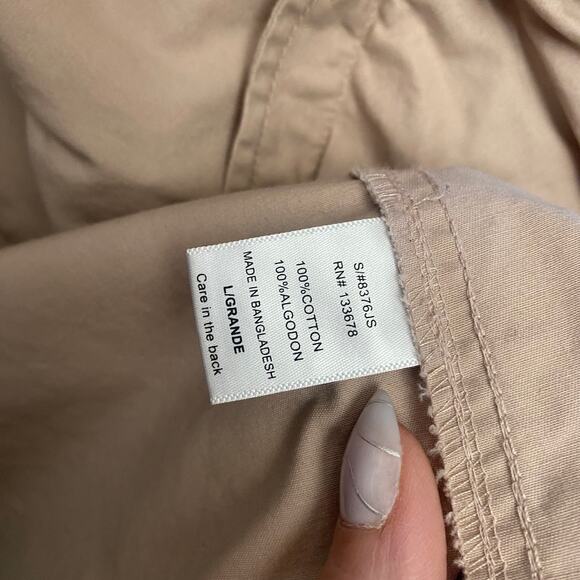 S/#8376JS
RN# 133678
100%COTTON
100%ALGODON
MADE IN BANGLADESH
L/GRANDE
Care in the back